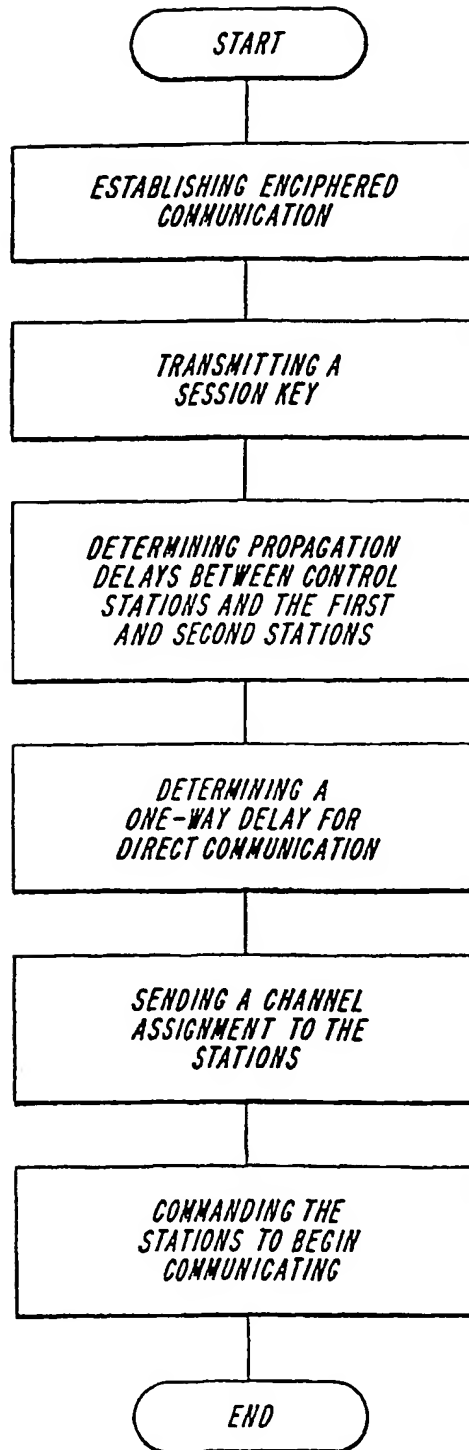 START
ESTABLISHING ENCIPHERED
COMMUNICATION
TRANSMITTING A
SESSION KEY
DETERMINING PROPAGATION
DELAYS BETWEEN CONTROL
STATIONS AND THE FIRST
AND SECOND STATIONS
DETERMINING A
ONE-WAY DELAY FOR
DIRECT COMMUNICATION
SENDING A CHANNEL
ASSIGNMENT TO THE
STATIONS
COMMANDING THE
STATIONS TO BEGIN
COMMUNICATING
END